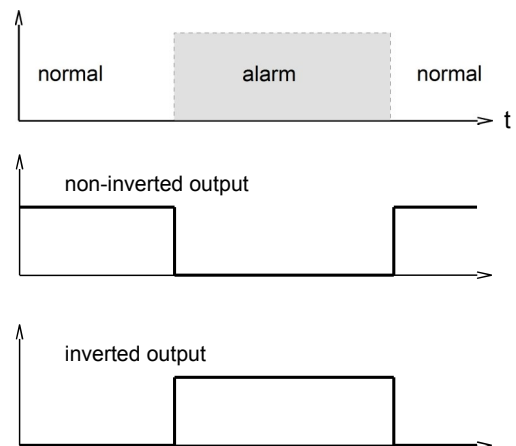 normal alarm normal
t
non-inverted output
inverted output